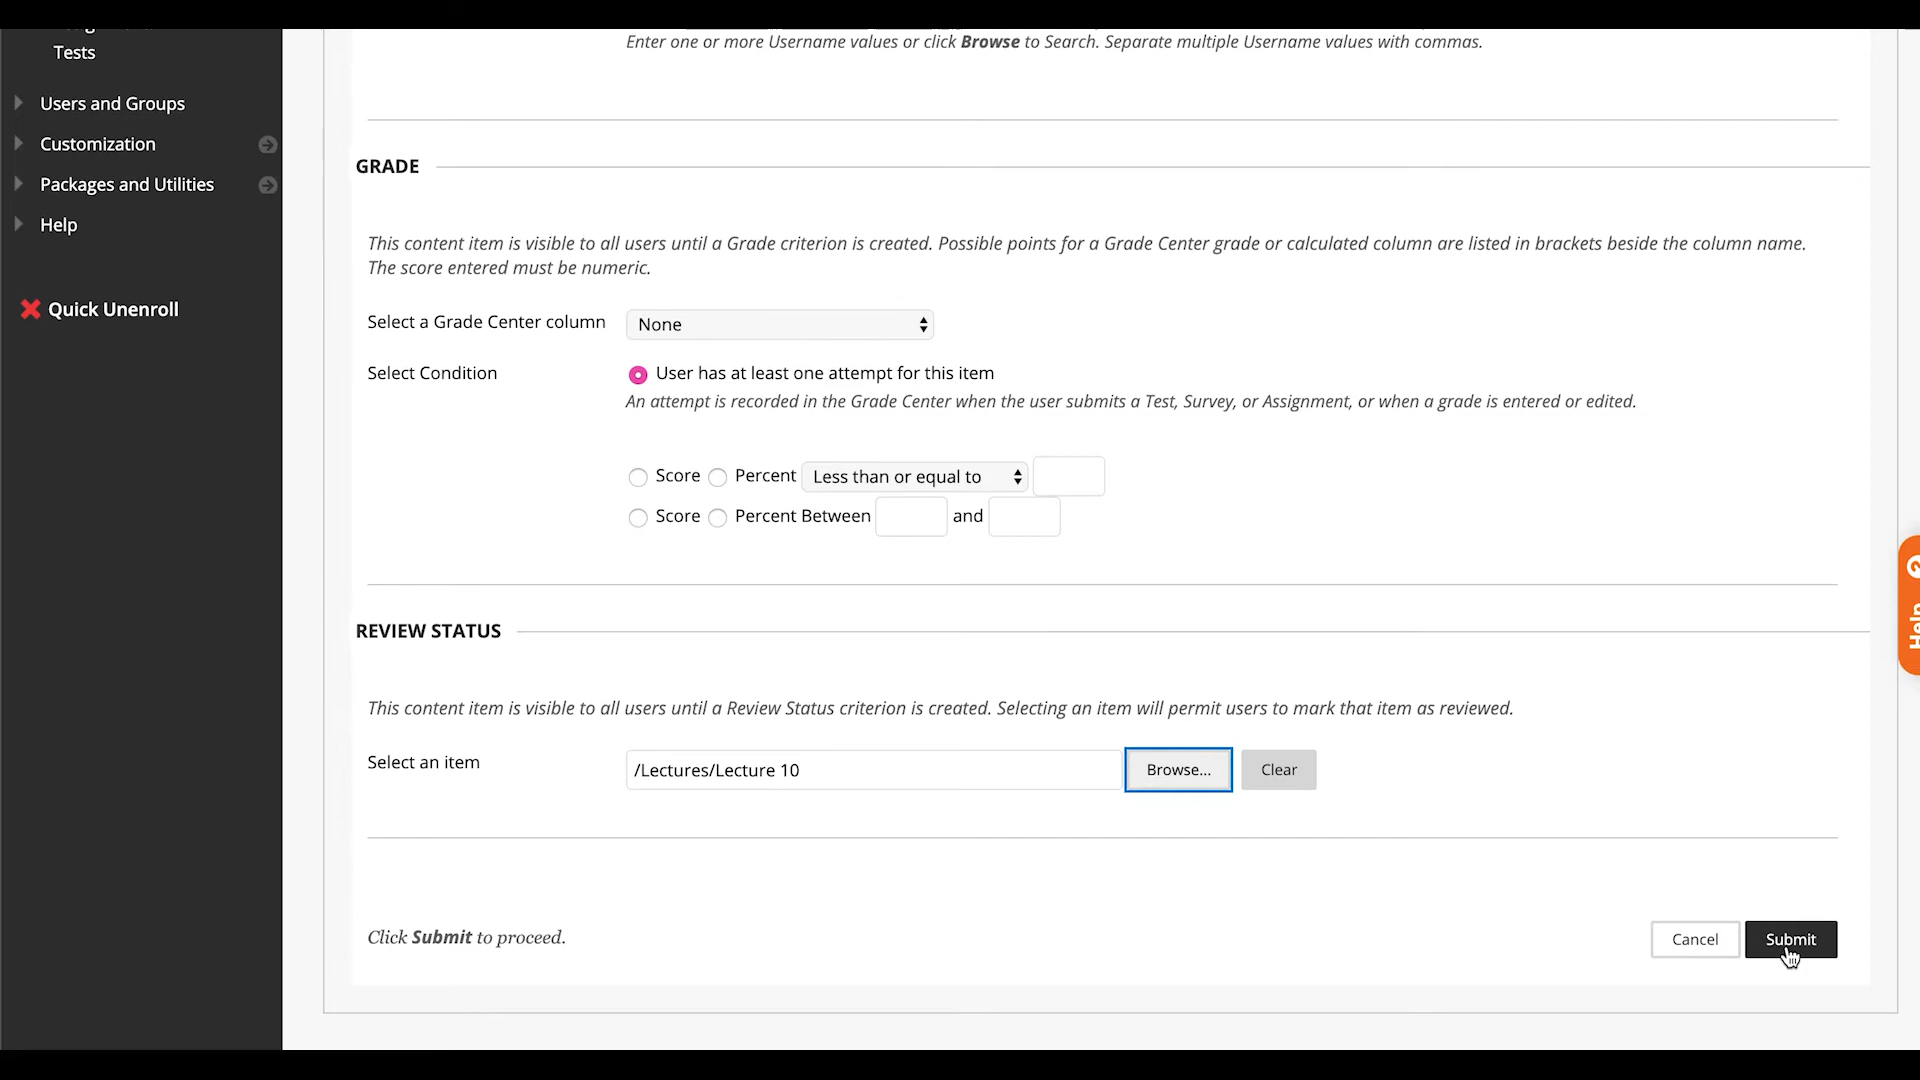 Tests
Users and Groups
Customization
Packages and Utilities
Help
Quick Unenroll
Enter one or more Username values or click Browse to Search. Separate multiple Username values with commas.
GRADE
This content item is visible to all users until a Grade criterion is created. Possible points for a Grade Center grade or calculated column are listed in brackets beside the column name.
The score entered must be numeric.
Select a Grade Center column None
Select Condition User has at least one attempt for this item
An attempt is recorded in the Grade Center when the user submits a Test, Survey, or Assignment, or when a grade is entered or edited.
Score Percent Less than or equal to
Score Percent Between and
REVIEW STATUS
This content item is visible to all users until a Review Status criterion is created. Selecting an item will permit users to mark that item as reviewed.
Select an item /Lectures/Lecture 10 Browse... Clear
Click Submit to proceed. Cancel Submit
Help